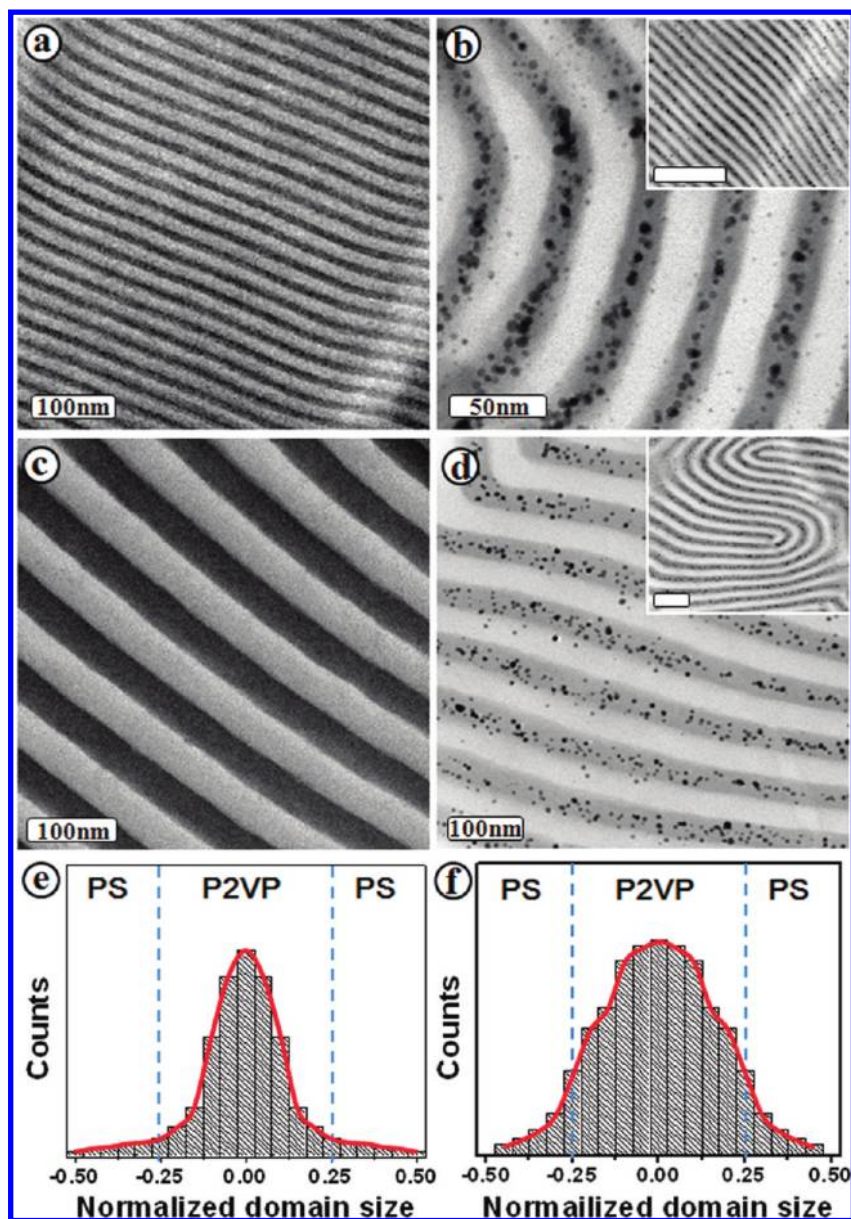 a
b
100nm
50nm
c
d
100nm
100nm
e
PS
P2VP
PS
Counts
-0.50
-0.25
0.00
0.25
0.50
Normalized domain size
f
PS
P2VP
PS
Counts
-0.50
-0.25
0.00
0.25
0.50
Normailized domain size